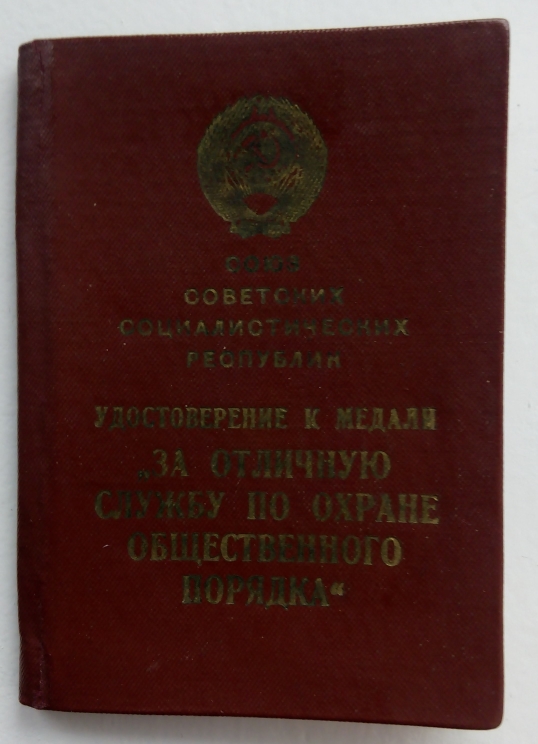 СОЮЗ
СОВЕТСКИХ
СОЦИАЛИСТИЧЕСКИХ
РЕСПУБЛИК
УДОСТОВЕРЕНИЕ К МЕДАЛИ
„ЗА ОТЛИЧНУЮ
СЛУЖБУ ПО ОХРАНЕ
ОБЩЕСТВЕННОГО
ПОРЯДКА“